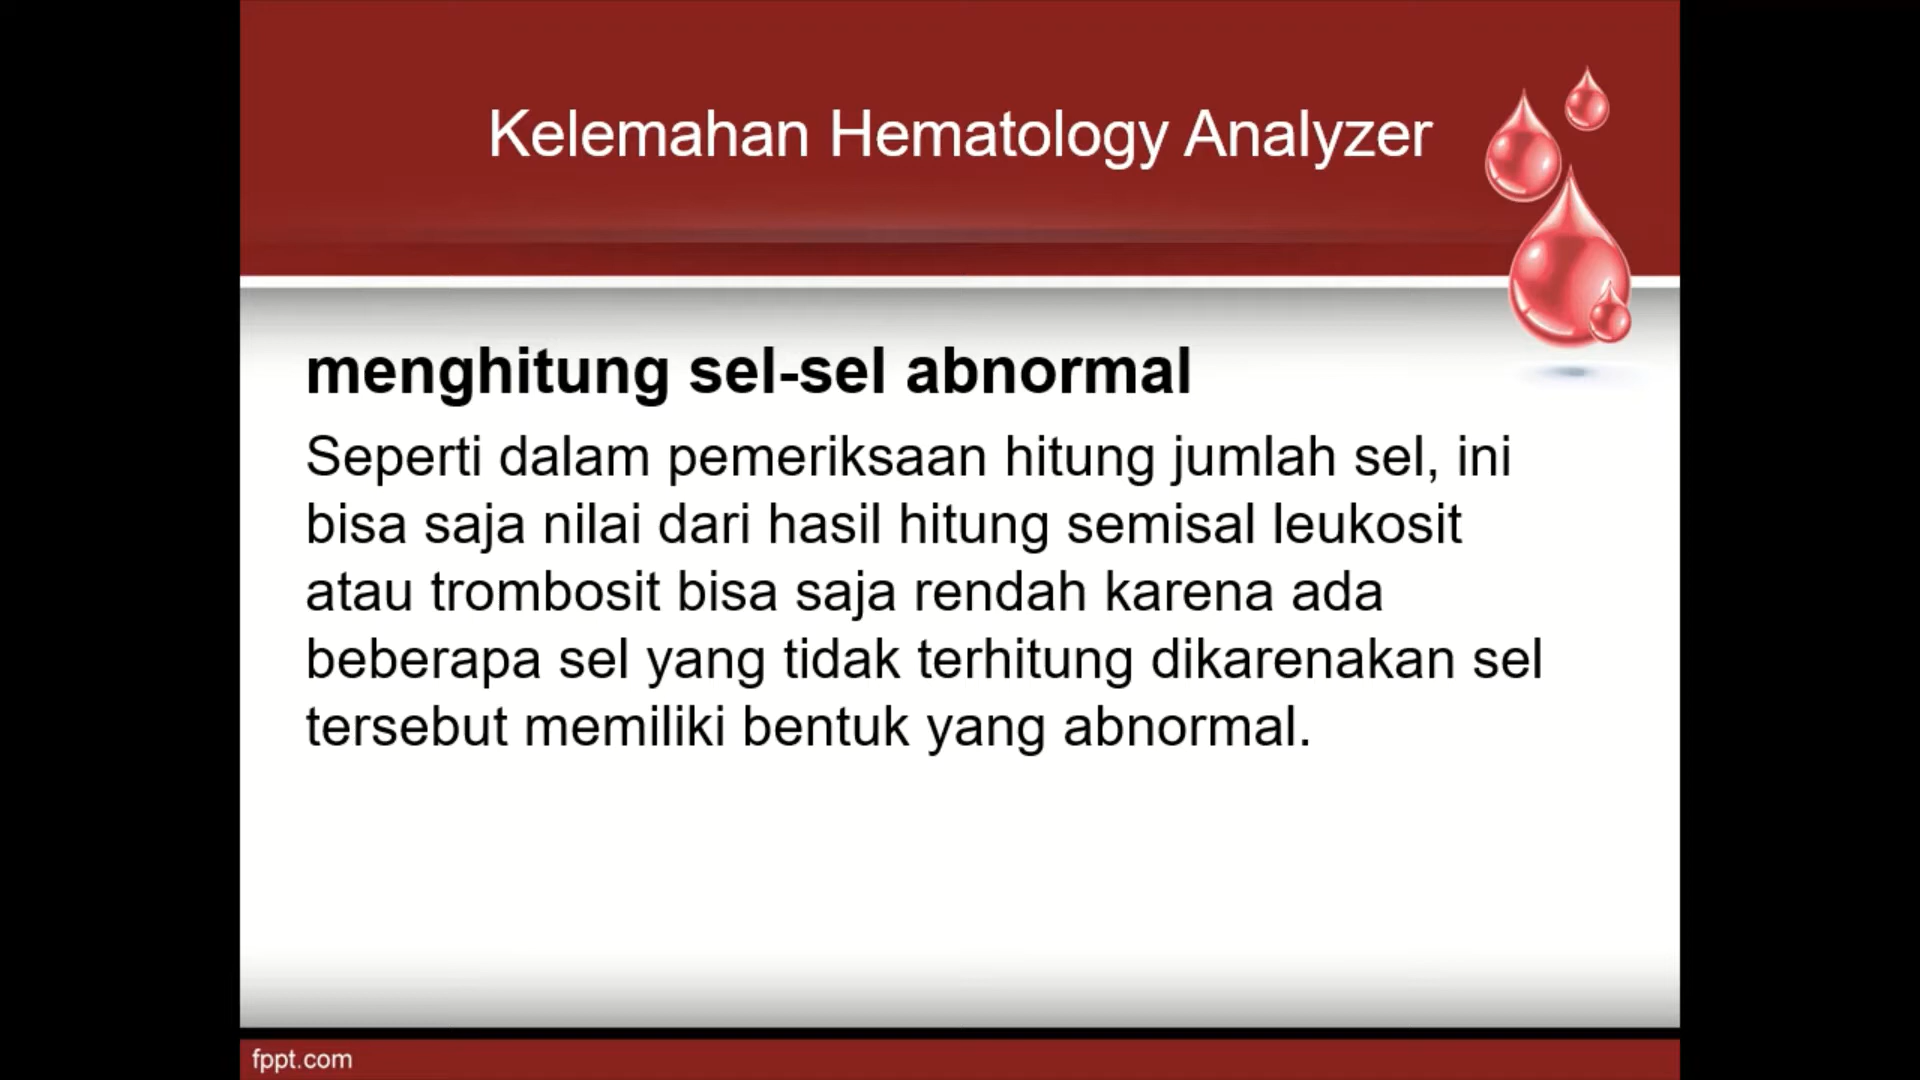 Kelemahan Hematology Analyzer
menghitung sel-sel abnormal
Seperti dalam pemeriksaan hitung jumlah sel, ini
bisa saja nilai dari hasil hitung semisal leukosit
atau trombosit bisa saja rendah karena ada
beberapa sel yang tidak terhitung dikarenakan sel
tersebut memiliki bentuk yang abnormal.
fppt.com